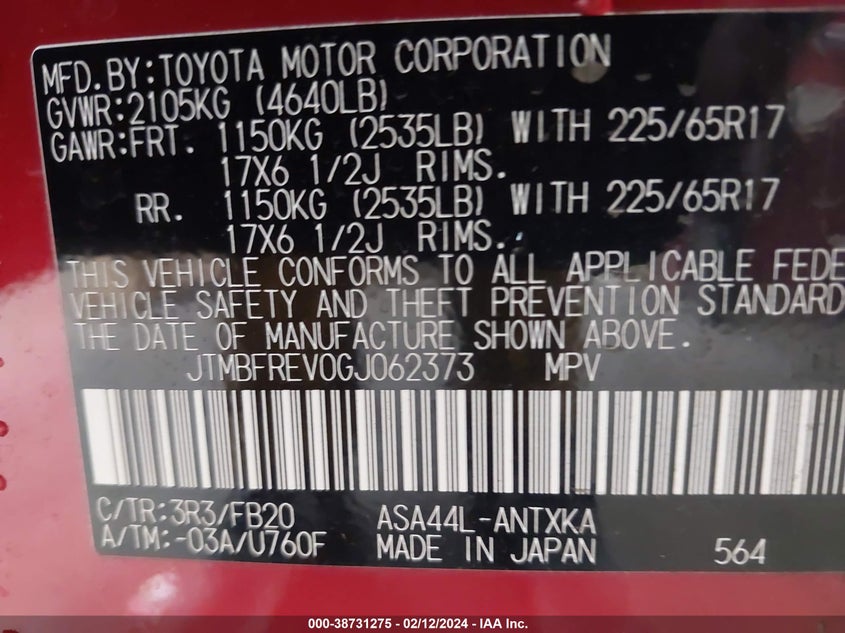 MFD.BY:TOYOTA MOTOR CORPORATION
GVWR:2105KG (4640LB)
GAWR:FRT. 1150KG (2535LB) WITH 225/65R17
17X6 1/2J RIMS.
RR. 1150KG (2535LB) WITH 225/65R17
17X6 1/2J RIMS.
THIS VEHICLE CONFORMS TO ALL APPLICABLE FEDE
VEHICLE SAFETY AND THEFT PREVENTION STANDARD
THE DATE OF MANUFACTURE SHOWN ABOVE.
JTMBFREV0GJ062373 MPV
C/TR:3R3/FB20 ASA44L-ANTXKA
A/TM:-03A/U760F MADE IN JAPAN 564
000-38731275 - 02/12/2024 - IAA Inc.